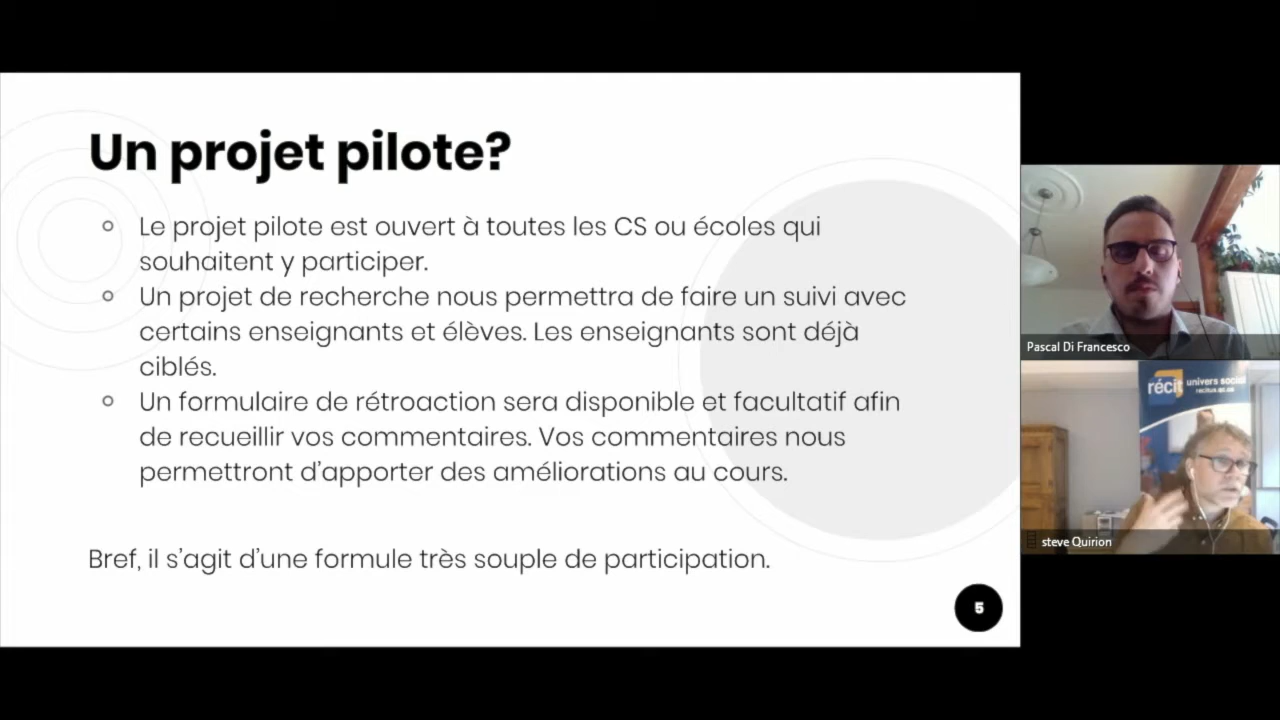 Un projet pilote?
Le projet pilote est ouvert à toutes les CS ou écoles qui
souhaitent y participer.
Un projet de recherche nous permettra de faire un suivi avec
certains enseignants et élèves. Les enseignants sont déjà
ciblés.
Un formulaire de rétroaction sera disponible et facultatif afin
de recueillir vos commentaires. Vos commentaires nous
permettront d’apporter des améliorations au cours.
Bref, il s’agit d’une formule très souple de participation.
5
Pascal Di Francesco
récit univers social
steve Quirion